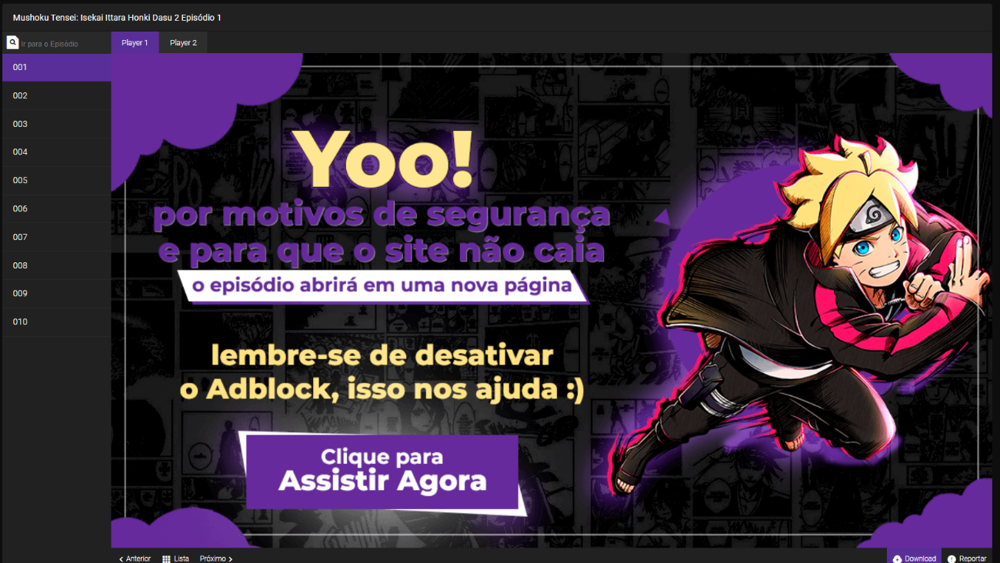 Mushoku Tensei: Isekai Ittara Honki Dasu 2 Episódio 1
Ir para o Episódio
Player 1
Player 2
001
002
003
004
005
006
007
008
009
010
Yoo!
por motivos de segurança
e para que o site não caia
o episódio abrirá em uma nova página
lembre-se de desativar
o Adblock, isso nos ajuda :)
Clique para
Assistir Agora
Anterior
Lista
Próximo
Download
Reportar